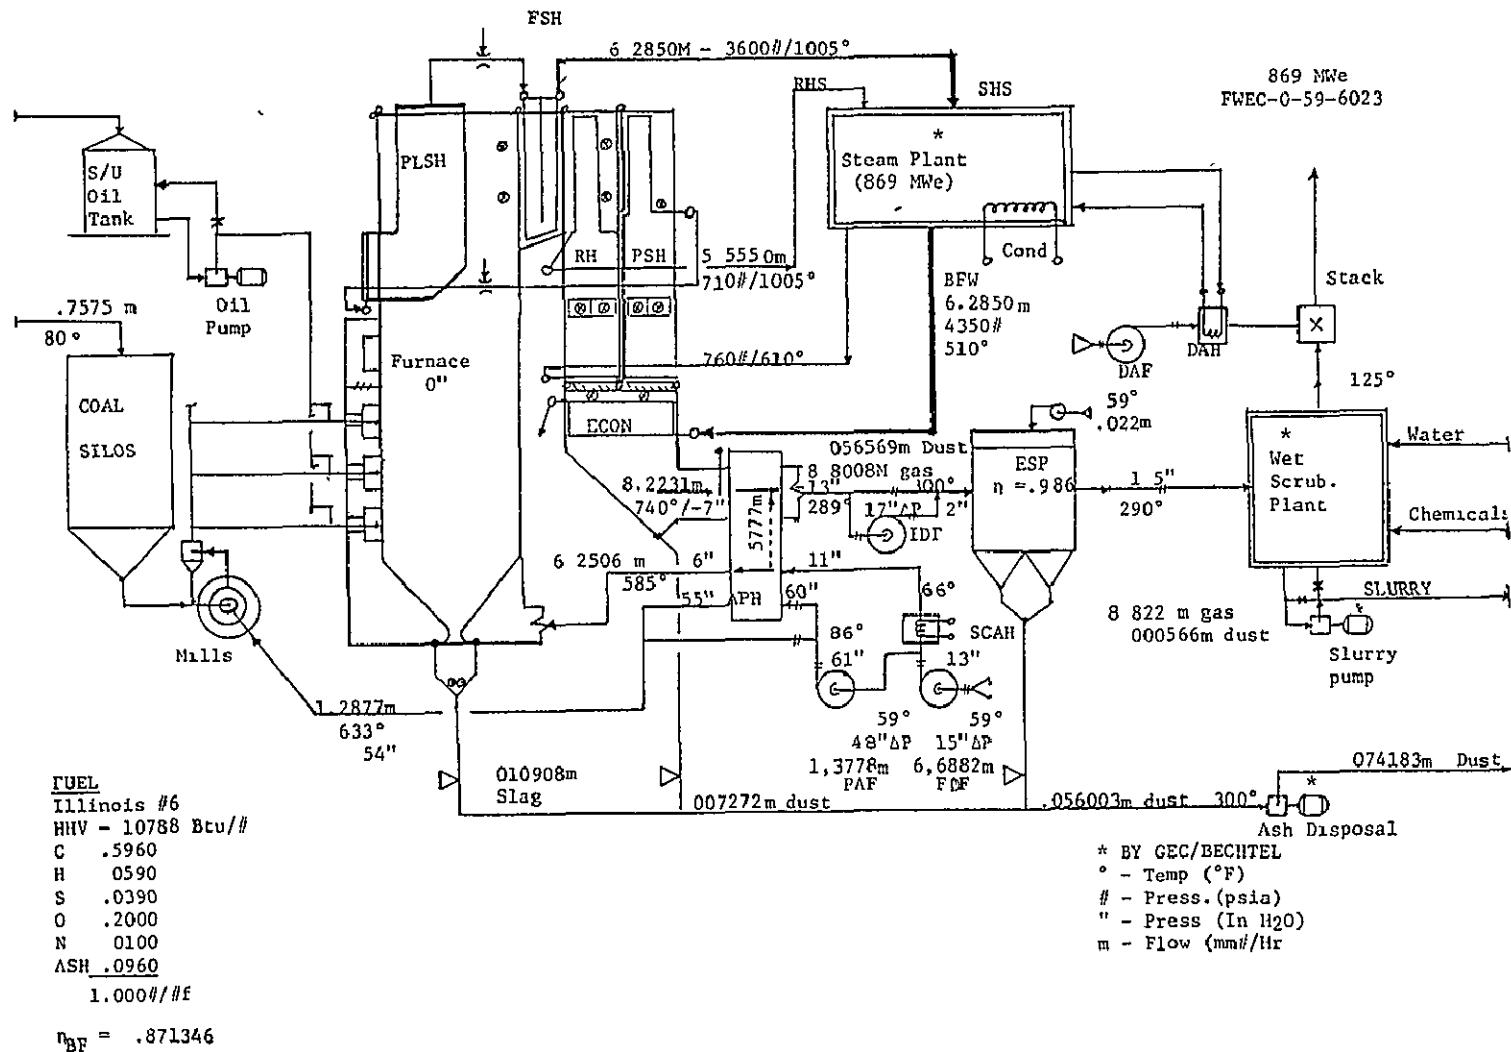 FSH
6 2850M - 3600#/1005°
869 MWe
FWEC-0-59-6023
RHS
SHS
*
Steam Plant
(869 MWe)
S/U
Oil
Tank
PLSH
RH
PSH
5 5550m
710#/1005°
Cond
Stack
Oil
Pump
BFW
6.2850m
4350#
510°
.7575 m
80°
Furnace
0"
760#/610°
DAF
DAH
125°
COAL
SILOS
59°
.022m
ECON
056569m Dust
8 8008M gas
ESP
n =.986
Water
*
Wet
Scrub.
Plant
8.2231m
740°/-7"
13"
289°
300°
17"ΔP
2"
1 5"
290°
5777m
IDF
Chemicals
6 2506 m
585°
6"
11"
55"
APH
60"
66°
SLURRY
8 822 m gas
000566m dust
86°
61"
SCAH
13"
Mills
Slurry
pump
1.2877m
633°
54"
59°
48"ΔP
1,3778m
PAF
59°
15"ΔP
6,6882m
FDF
010908m
Slag
074183m Dust
*
007272m dust
.056003m dust 300°
Ash Disposal
FUEL
Illinois #6
HHV - 10788 Btu/#
C .5960
H 0590
S .0390
O .2000
N 0100
ASH .0960
1.000#/#f
nBF = .871346
* BY GEC/BECHTEL
° - Temp (°F)
# - Press. (psia)
" - Press (In H2O)
m - Flow (mm#/Hr